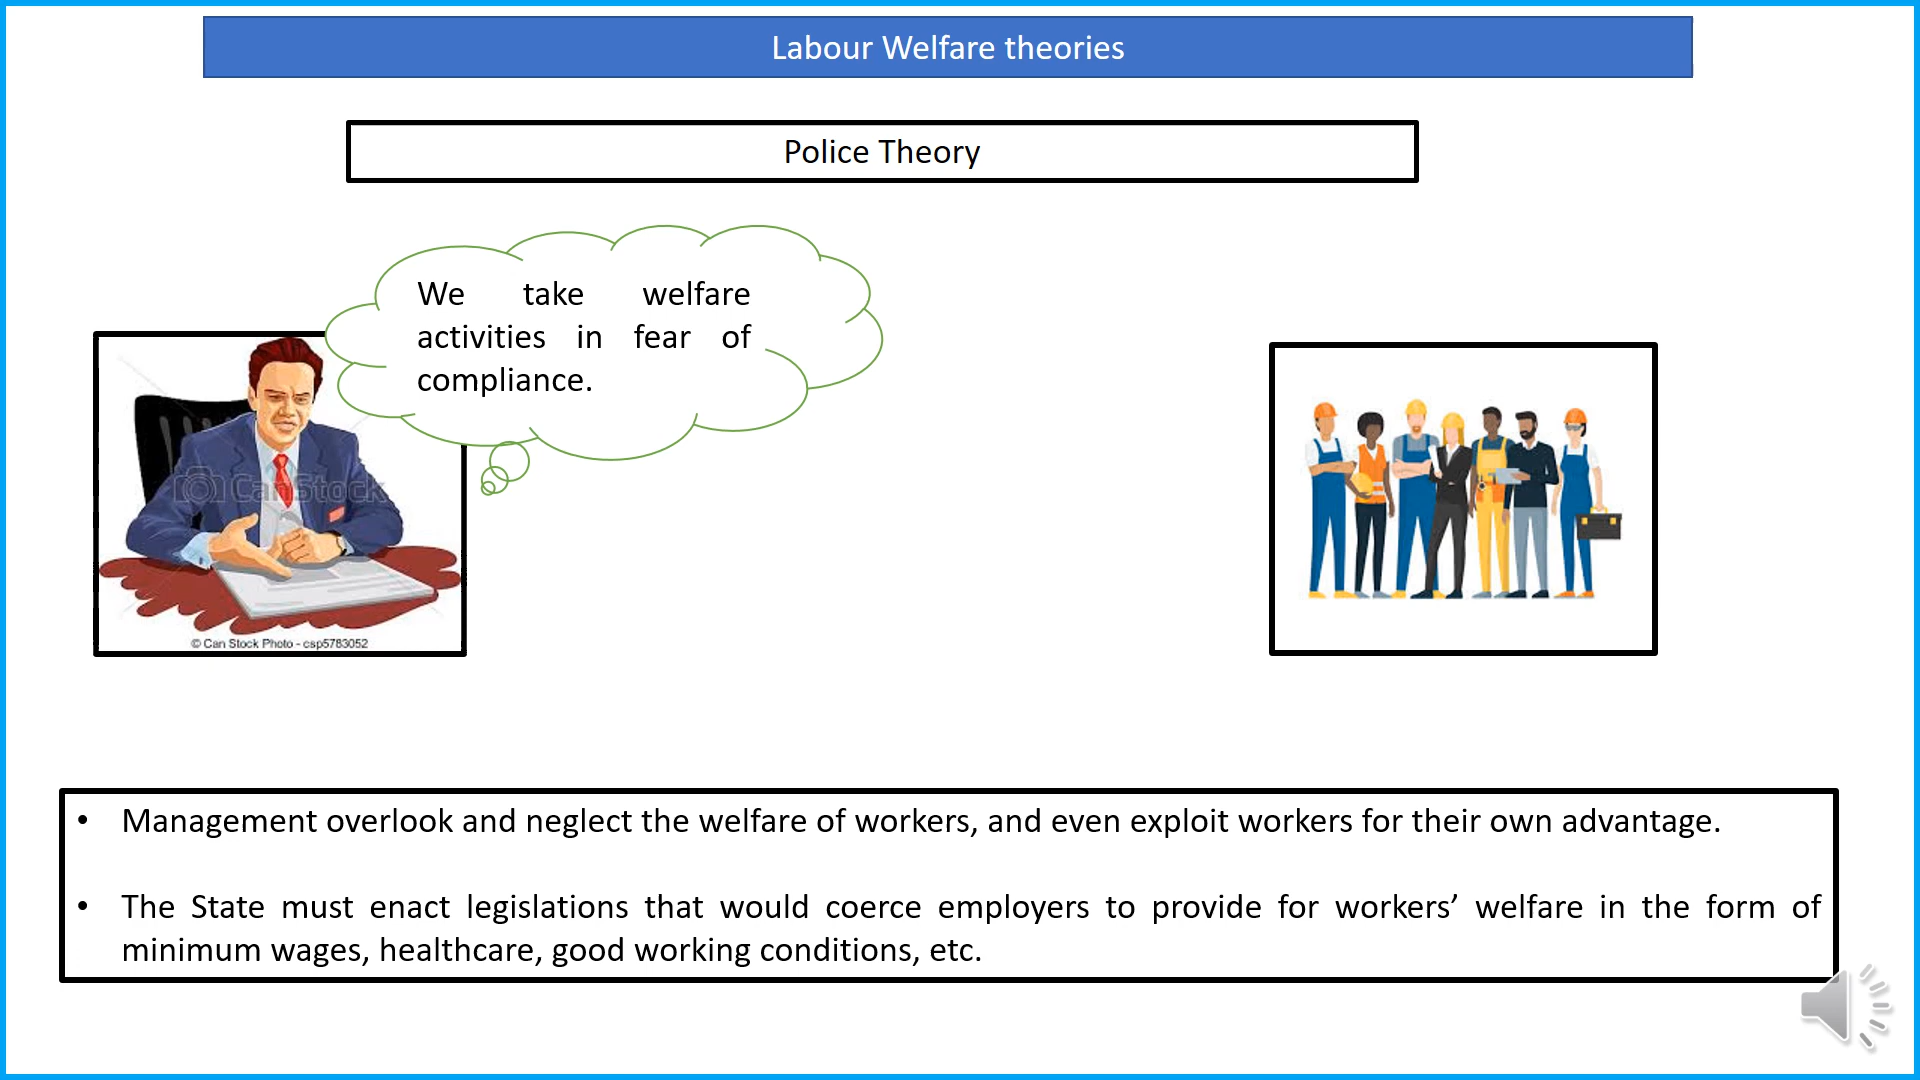 Labour Welfare theories
Police Theory
We take welfare
activities in fear of
compliance.
CanStock
© Can Stock Photo - csp5783052
• Management overlook and neglect the welfare of workers, and even exploit workers for their own advantage.
• The State must enact legislations that would coerce employers to provide for workers’ welfare in the form of
minimum wages, healthcare, good working conditions, etc.